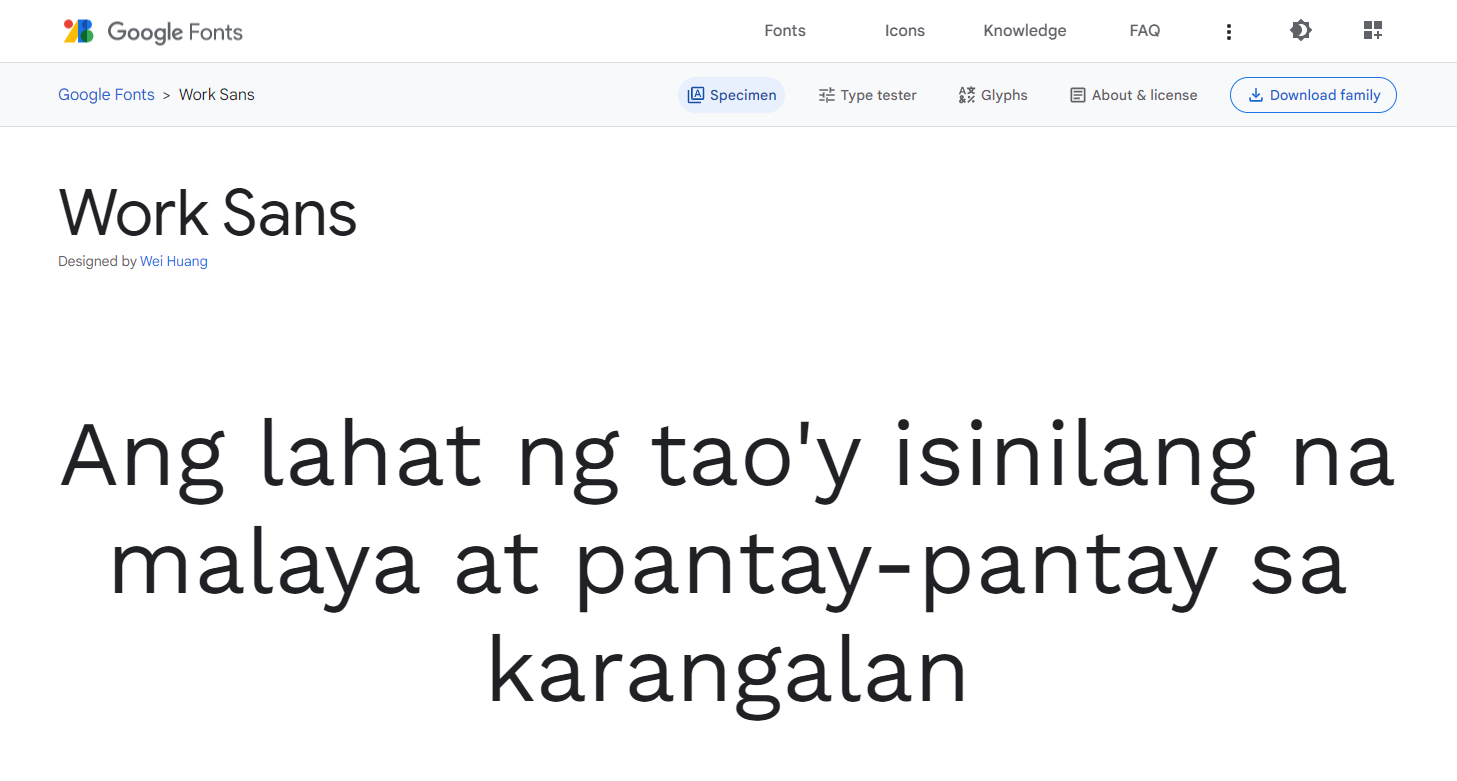 Google Fonts
Fonts Icons Knowledge FAQ
Google Fonts > Work Sans
Specimen Type tester Glyphs About & license Download family
Work Sans
Designed by Wei Huang
Ang lahat ng tao'y isinilang na
malaya at pantay-pantay sa
karangalan